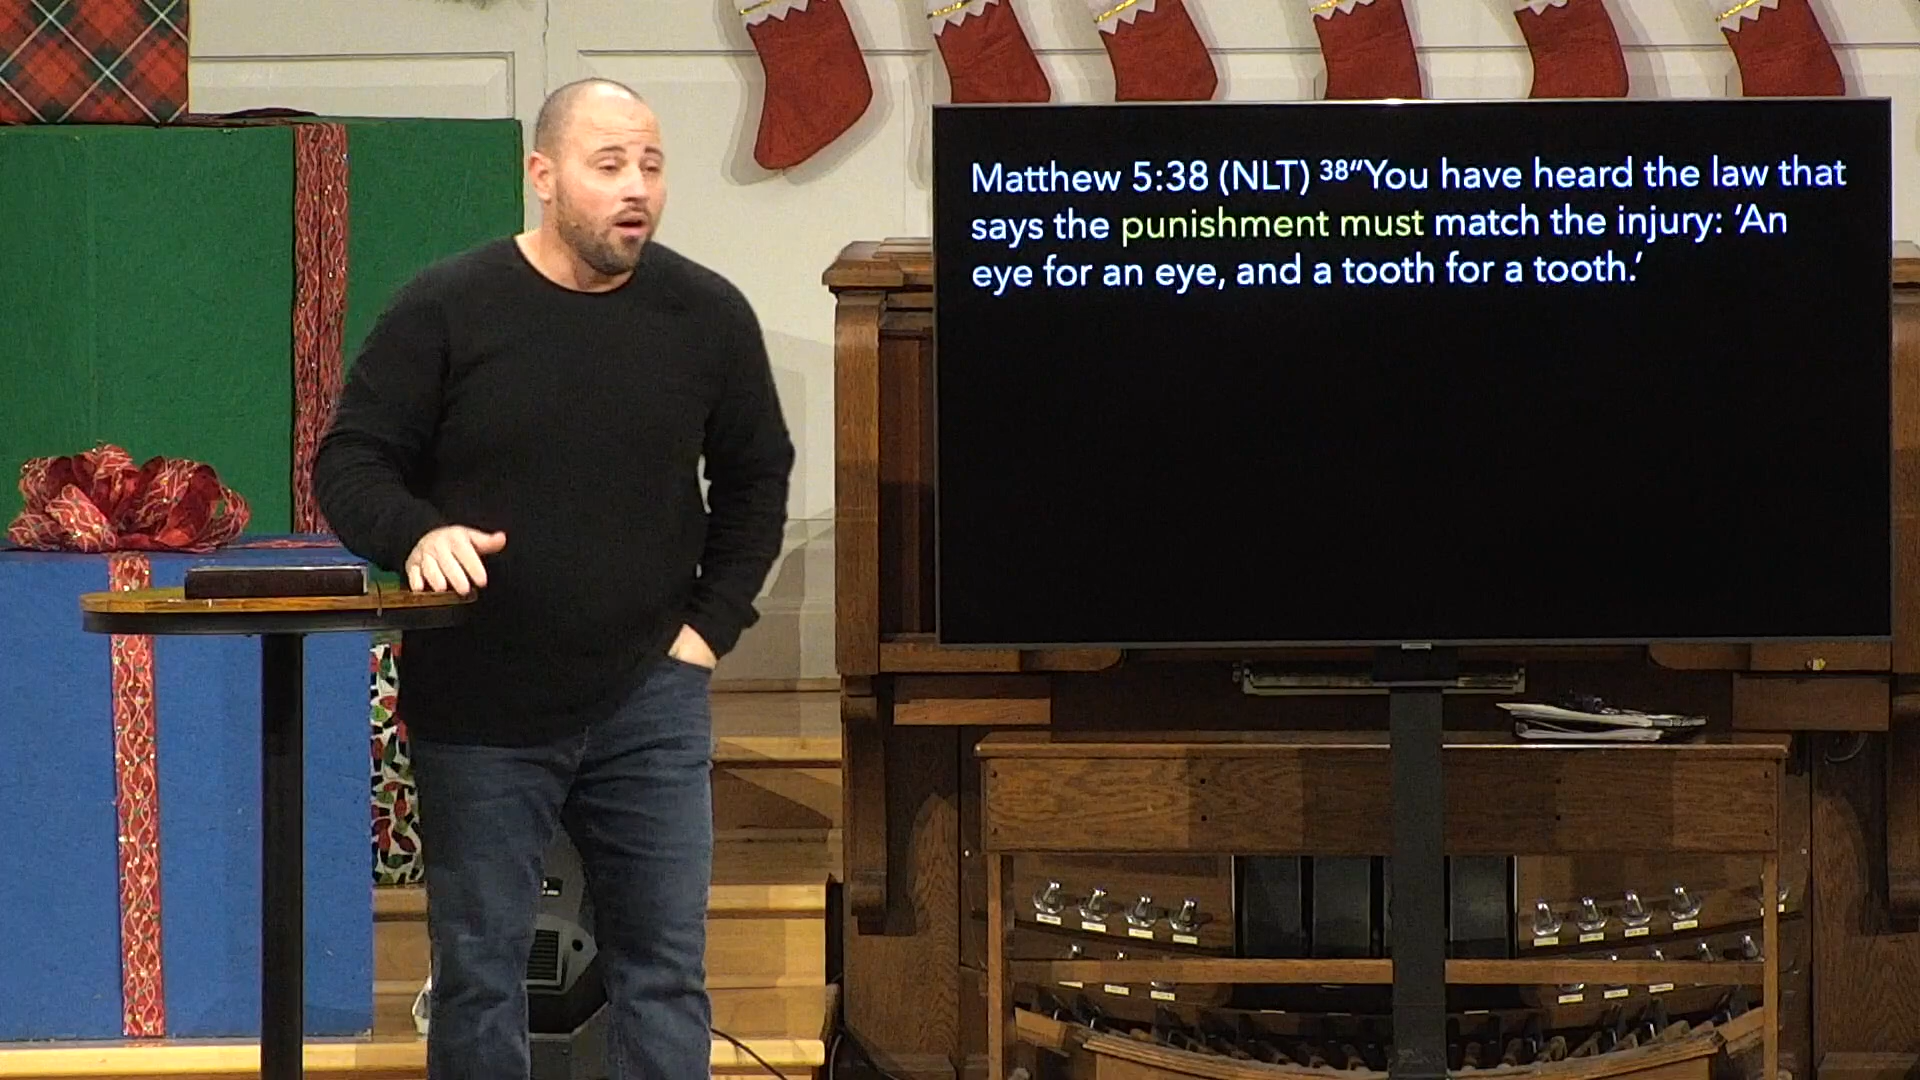 Matthew 5:38 (NLT) 38“You have heard the law that
says the punishment must match the injury: ‘An
eye for an eye, and a tooth for a tooth.’